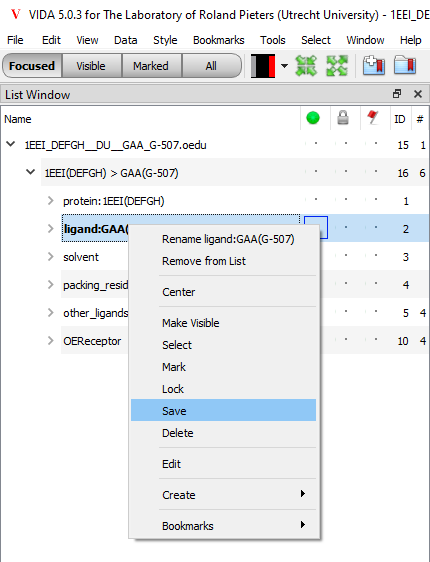 VIDA 5.0.3 for The Laboratory of Roland Pieters (Utrecht University) - 1EEI_DE
File Edit View Data Style Bookmarks Tools Select Window Help
Focused Visible Marked All
List Window
Name ID #
1EEI_DEFGH__DU__GAA_G-507.oedu 15 1
1EEI(DEFGH) > GAA(G-507) 16 6
protein:1EEI(DEFGH) 1
ligand:GAA( 2
Rename ligand:GAA(G-507)
solvent 3
Remove from List
packing_resid 4
Center
other_ligands 5 4
Make Visible
OEReceptor 10 4
Select
Mark
Lock
Save
Delete
Edit
Create
Bookmarks